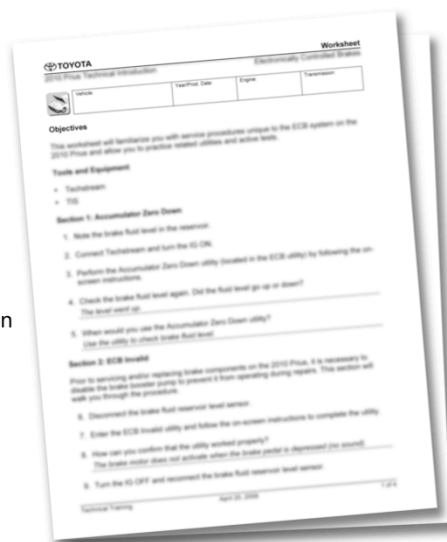 n
TOYOTA
Worksheet
2010 Prius Technical Introduction
Electronically Controlled Brakes
Vehicle
Year/Prod. Date
Engine
Transmission
Objectives
This worksheet will familiarize you with service procedures unique to the ECB system on the
2010 Prius and allow you to practice related utilities and active tests.
Tools and Equipment
• Techstream
• TIS
Section 1: Accumulator Zero Down
1. Note the brake fluid level in the reservoir.
2. Connect Techstream and turn the IG ON.
3. Perform the Accumulator Zero Down utility (located in the ECB utility) by following the on-
screen instructions.
4. Check the brake fluid level again. Did the fluid level go up or down?
The level went up.
5. When would you use the Accumulator Zero Down utility?
Use the utility to check brake fluid level.
Section 2: ECB Invalid
Prior to servicing and/or replacing brake components on the 2010 Prius, it is necessary to
disable the brake booster pump to prevent it from operating during repairs. This section will
walk you through the procedure.
6. Disconnect the brake fluid reservoir level sensor.
7. Enter the ECB Invalid utility and follow the on-screen instructions to complete the utility.
8. How can you confirm that the utility worked properly?
The brake motor does not activate when the brake pedal is depressed (no sound).
9. Turn the IG OFF and reconnect the brake fluid reservoir level sensor.
Technical Training
April 20, 2009
1 of 6